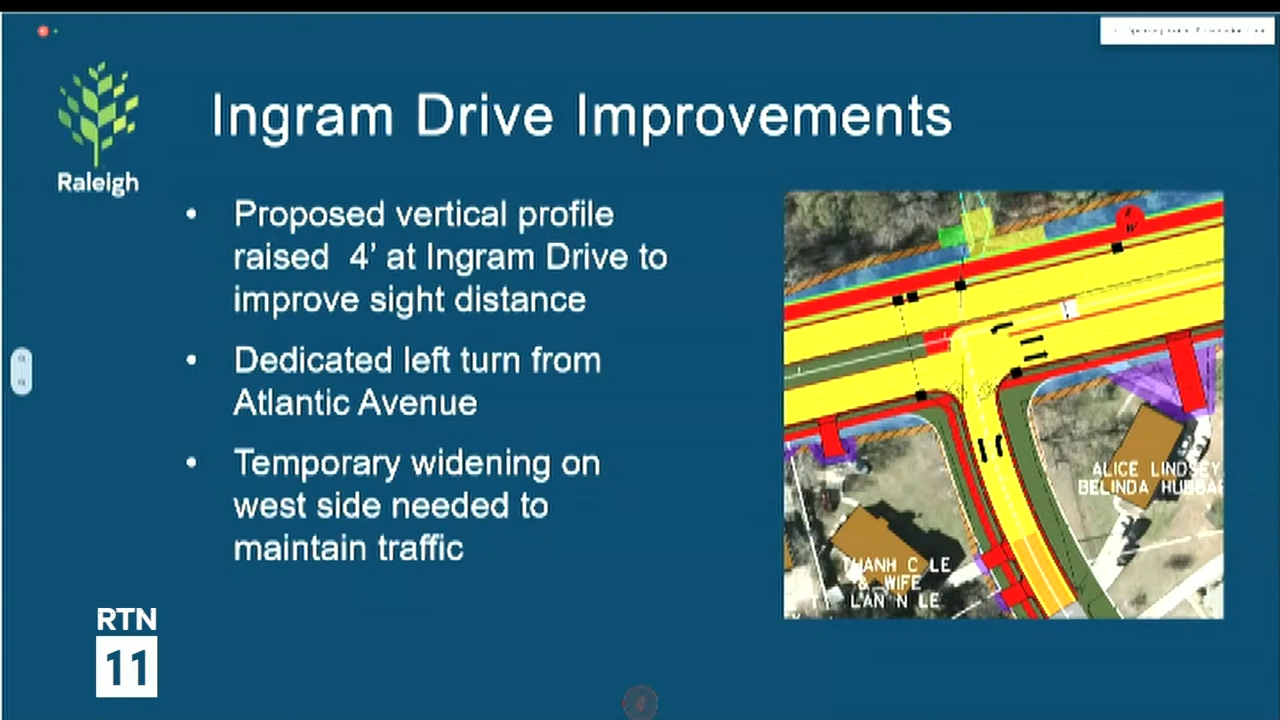 Raleigh
Ingram Drive Improvements
• Proposed vertical profile
raised 4’ at Ingram Drive to
improve sight distance
• Dedicated left turn from
Atlantic Avenue
• Temporary widening on
west side needed to
maintain traffic
ALICE LINDSEY
BELINDA HUBBAR
THANH C LE
& WIFE
LAN N LE
RTN
11